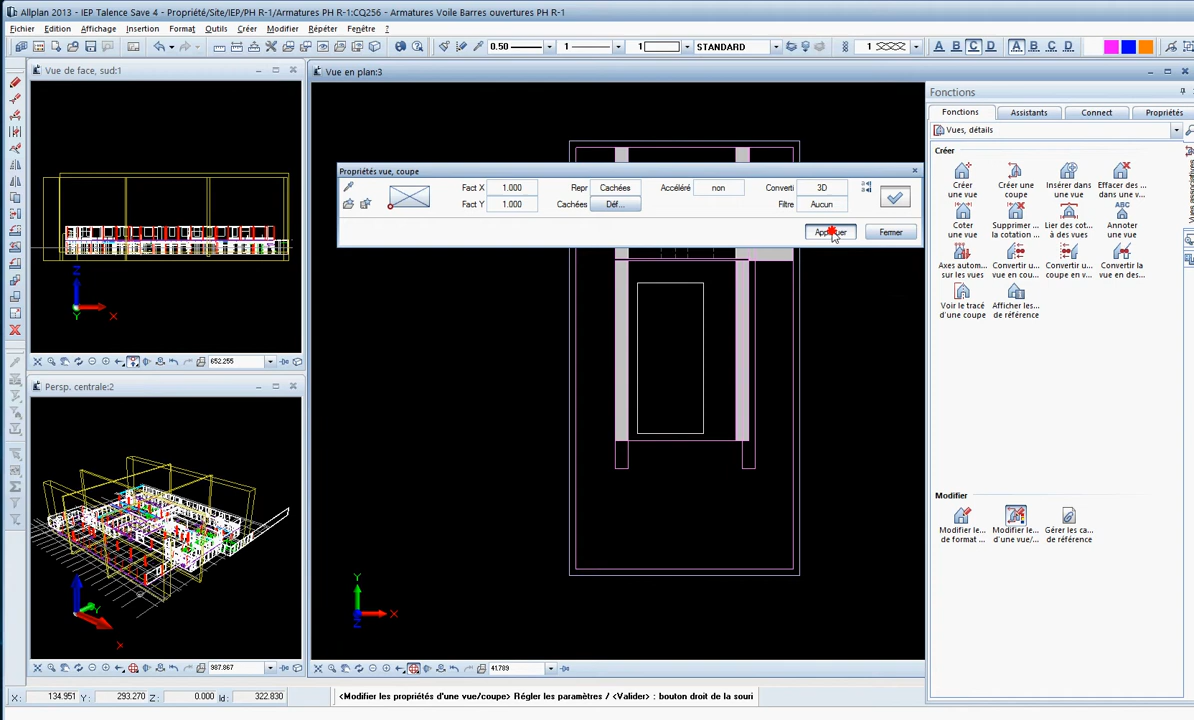 Allplan 2013 - IEP Talence Save 4 - Propriété/Site/IEP/PH R-1/Armatures PH R-1:CQ256 - Armatures Voile Barres ouvertures PH R-1
Fichier Edition Affichage Insertion Format Outils Créer Modifier Répéter Fenêtre ?
0.50 1 1 STANDARD 1 A B C D A B C D
Vue de face, sud:1
Vue en plan:3
Fonctions
Fonctions Assistants Connect Propriétés
Vues, détails
Propriétés vue, coupe
Fact X 1.000 Repr Cachées Accéléré non Converti 3D
Fact Y 1.000 Cachées Déf... Filtre Aucun
Fermer
Créer
Créer une vue
Créer une coupe
Insérer dans une vue
Effacer des ... dans une v...
Coter une vue
Supprimer ... la cotation ...
Lier des cot... à des vues
Annoter une vue
Axes autom... sur les vues
Convertir u... vue en cou...
Convertir u... coupe en v...
Convertir la vue en des...
Voir le tracé d'une coupe
Afficher les... de référence
Z X Y
652.255
Persp. centrale:2
Modifier
Modifier le... de format ...
Modifier le... d'une vue/...
Gérer les ca... de référence
Z Y X
Y X Z
987.867
41.789
X: 134.951 Y: 293.270 Z: 0.000 ld: 322.830 <Modifier les propriétés d'une vue/coupe> Régler les paramètres / <Valider> : bouton droit de la souri